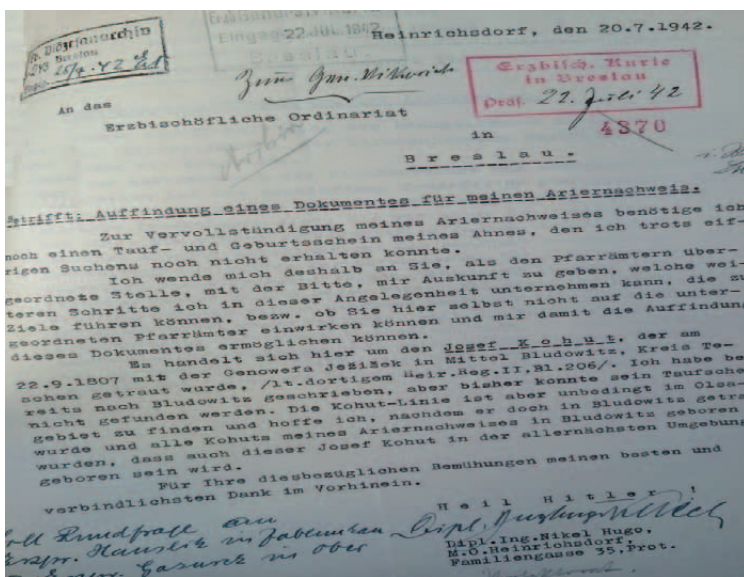 Diözesanarchiv
Breslau
Eingang 22. JUL. 1942
Breslau.
Heinrichsdorf, den 20.7.1942.
Erzbisch. Kurie
in Breslau
Präs. 22. Juli 42
4370
An das
Erzbischöfliche Ordinariat
in
Breslau.
Betrifft: Auffindung eines Dokumentes für meinen Ariernachweis.
Zur Vervollständigung meines Ariernachweises benötige ich
noch einen Tauf- und Geburtsschein meines Ahnes, den ich trots eif-
rigen Suchens noch nicht erhalten konnte.
Ich wende mich deshalb an Sie, als den Pfarrämtern über-
geordnete Stelle, mit der Bitte, mir Auskunft zu geben, welche wei-
teren Schritte ich in dieser Angelegenheit unternehmen kann, die zu
Ziele führen können, bezw. ob Sie hier selbst nicht auf die unter-
geordneten Pfarrämter einwirken können und mir damit die Auffindung
dieses Dokumentes ermöglichen können.
Es handelt sich hier um den Josef Kohut, der am
22.9.1807 mit der Genowefa Ježíšek in Mittel Bludowitz, Kreis Te-
schen getraut wurde, /lt.dortigem Heir.Reg.II,Bl.206/. Ich habe be
reits nach Bludowitz geschrieben, aber bisher konnte sein Taufsche
nicht gefunden werden. Die Kohut-Linie ist aber unbedingt im Olsa-
gebiet zu finden und hoffe ich, nachdem er doch in Bludowitz getra
wurde und alle Kohuts meines Ariernachweises in Bludowitz geboren
wurden, dass auch dieser Josef Kohut in der allernächsten Umgebung
geboren sein wird.
Für Ihre diesbezüglichen Bemühungen meinen besten und
verbindlichsten Dank im Vorhinein.
Heil Hitler!
Dipl.Ing.Nikel Hugo,
M.O.Heinrichsdorf,
Familiengasse 35,Prot.